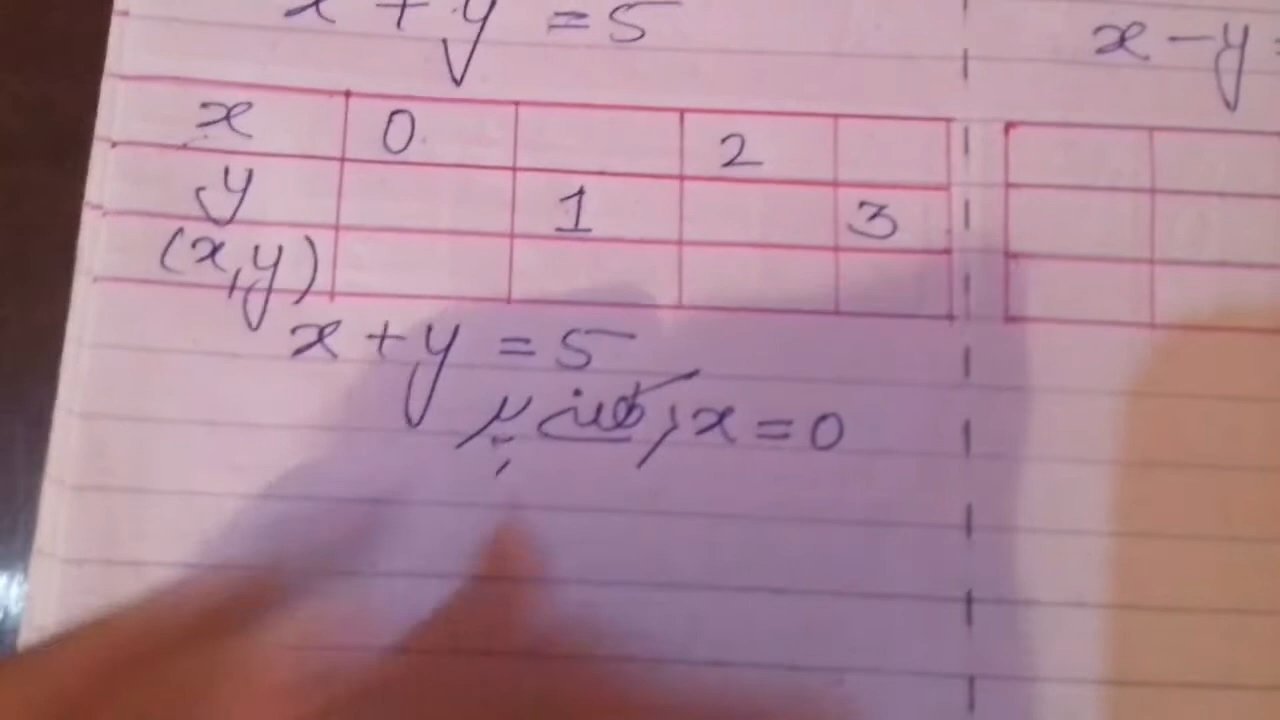 x + y = 5
x - y =
x 0 2
y 1 3
(x,y)
x + y = 5
x = 0 رکھنے پر